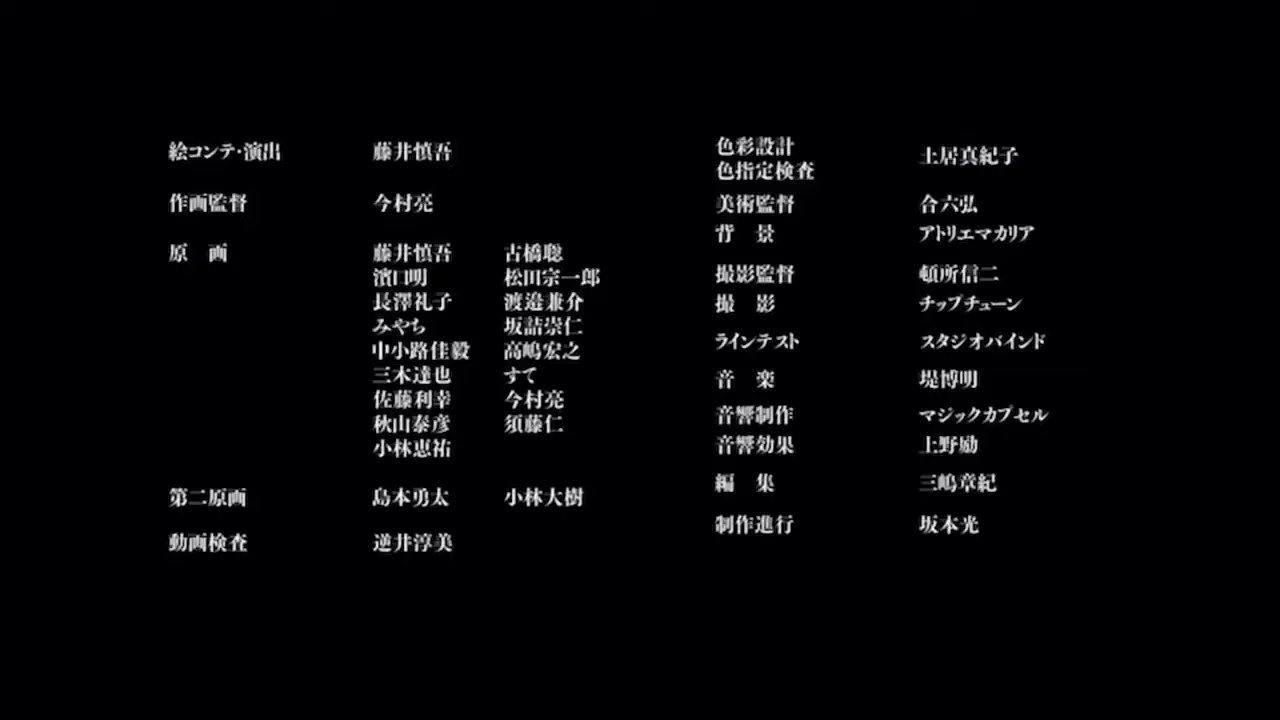 絵コンテ・演出　藤井慎吾
作画監督　今村亮
原　画　藤井慎吾　古橋聡
濱口明　松田宗一郎
長澤礼子　渡邉兼介
みやち　坂詰崇仁
中小路佳毅　高嶋宏之
三木達也　すて
佐藤利幸　今村亮
秋山泰彦　須藤仁
小林恵祐
第二原画　島本勇太　小林大樹
動画検査　逆井淳美
色彩設計
色指定検査　土居真紀子
美術監督　合六弘
背　景　アトリエマカリア
撮影監督　頓所信二
撮　影　チップチューン
ラインテスト　スタジオバインド
音　楽　堤博明
音響制作　マジックカプセル
音響効果　上野励
編　集　三嶋章紀
制作進行　坂本光